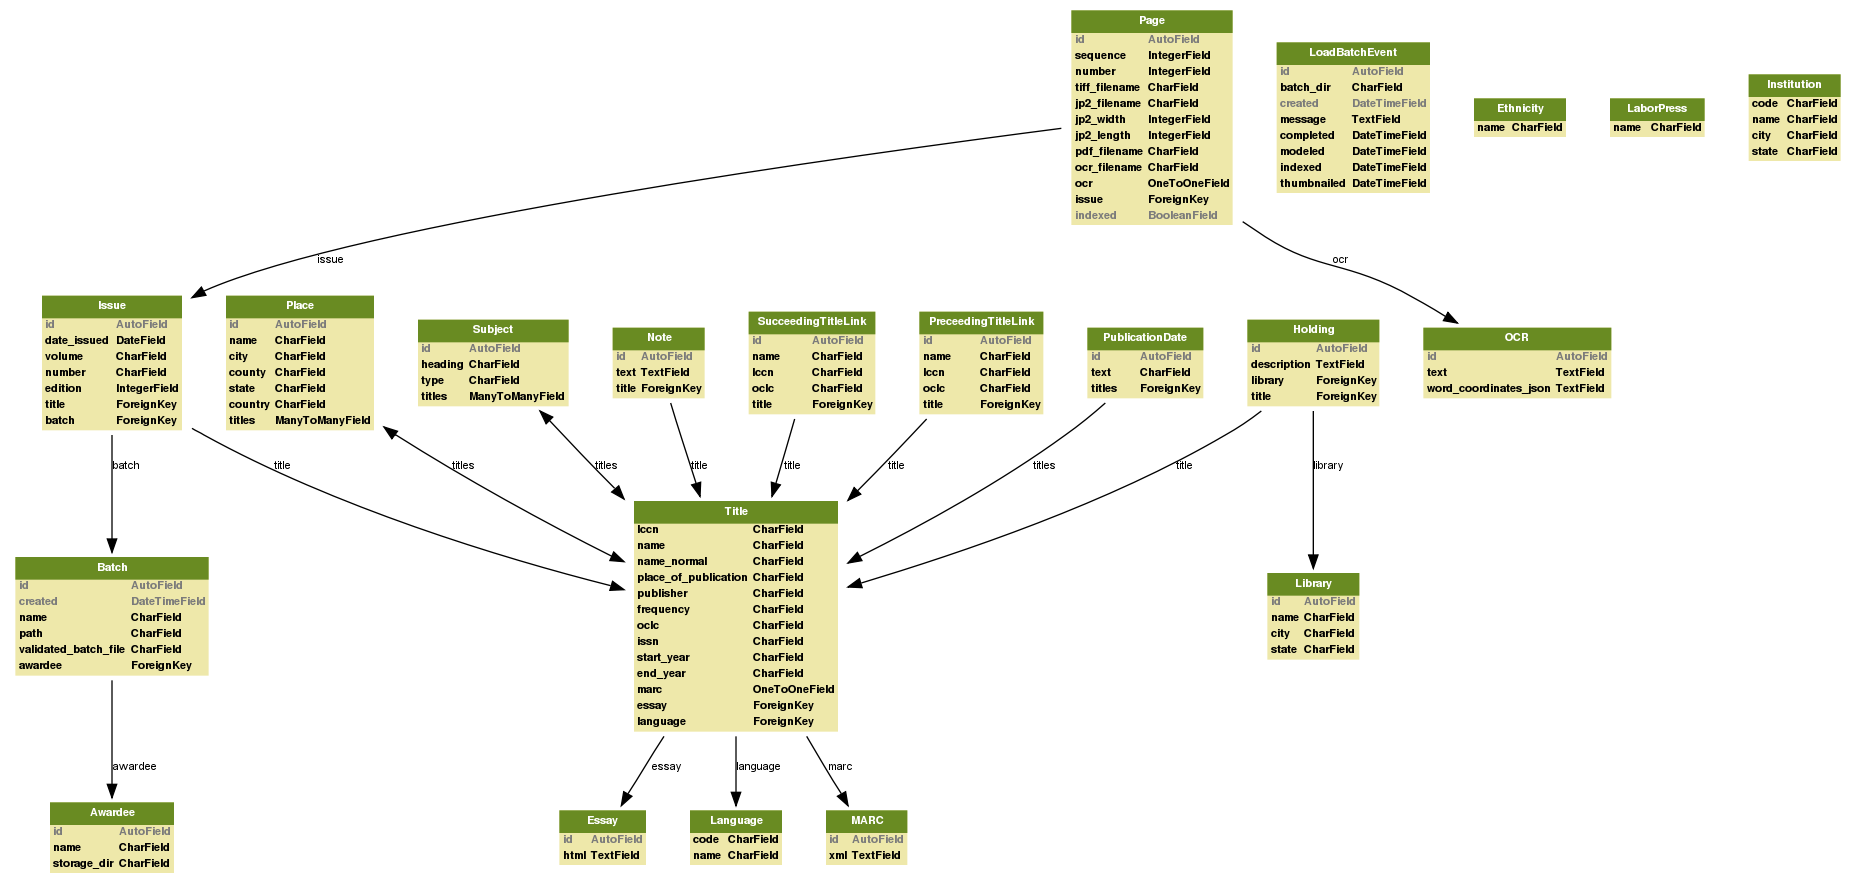 Page
id AutoField
sequence IntegerField
number IntegerField
tiff_filename CharField
jp2_filename CharField
jp2_width IntegerField
jp2_length IntegerField
pdf_filename CharField
ocr_filename CharField
ocr OneToOneField
issue ForeignKey
indexed BooleanField
LoadBatchEvent
id AutoField
batch_dir CharField
created DateTimeField
message TextField
completed DateTimeField
modeled DateTimeField
indexed DateTimeField
thumbnailed DateTimeField
Ethnicity
name CharField
LaborPress
name CharField
Institution
code CharField
name CharField
city CharField
state CharField
issue
ocr
Issue
id AutoField
date_issued DateField
volume CharField
number CharField
edition IntegerField
title ForeignKey
batch ForeignKey
Place
id AutoField
name CharField
city CharField
county CharField
state CharField
country CharField
titles ManyToManyField
Subject
id AutoField
heading CharField
type CharField
titles ManyToManyField
Note
id AutoField
text TextField
title ForeignKey
SucceedingTitleLink
id AutoField
name CharField
lccn CharField
oclc CharField
title ForeignKey
PreceedingTitleLink
id AutoField
name CharField
lccn CharField
oclc CharField
title ForeignKey
PublicationDate
id AutoField
text CharField
titles ForeignKey
Holding
id AutoField
description TextField
library ForeignKey
title ForeignKey
OCR
id AutoField
text TextField
word_coordinates_json TextField
batch
title
titles
titles
title
title
title
titles
title
library
Title
lccn CharField
name CharField
name_normal CharField
place_of_publication CharField
publisher CharField
frequency CharField
oclc CharField
issn CharField
start_year CharField
end_year CharField
marc OneToOneField
essay ForeignKey
language ForeignKey
Batch
id AutoField
created DateTimeField
name CharField
path CharField
validated_batch_file CharField
awardee ForeignKey
Library
id AutoField
name CharField
city CharField
state CharField
awardee
essay
language
marc
Awardee
id AutoField
name CharField
storage_dir CharField
Essay
id AutoField
html TextField
Language
code CharField
name CharField
MARC
id AutoField
xml TextField